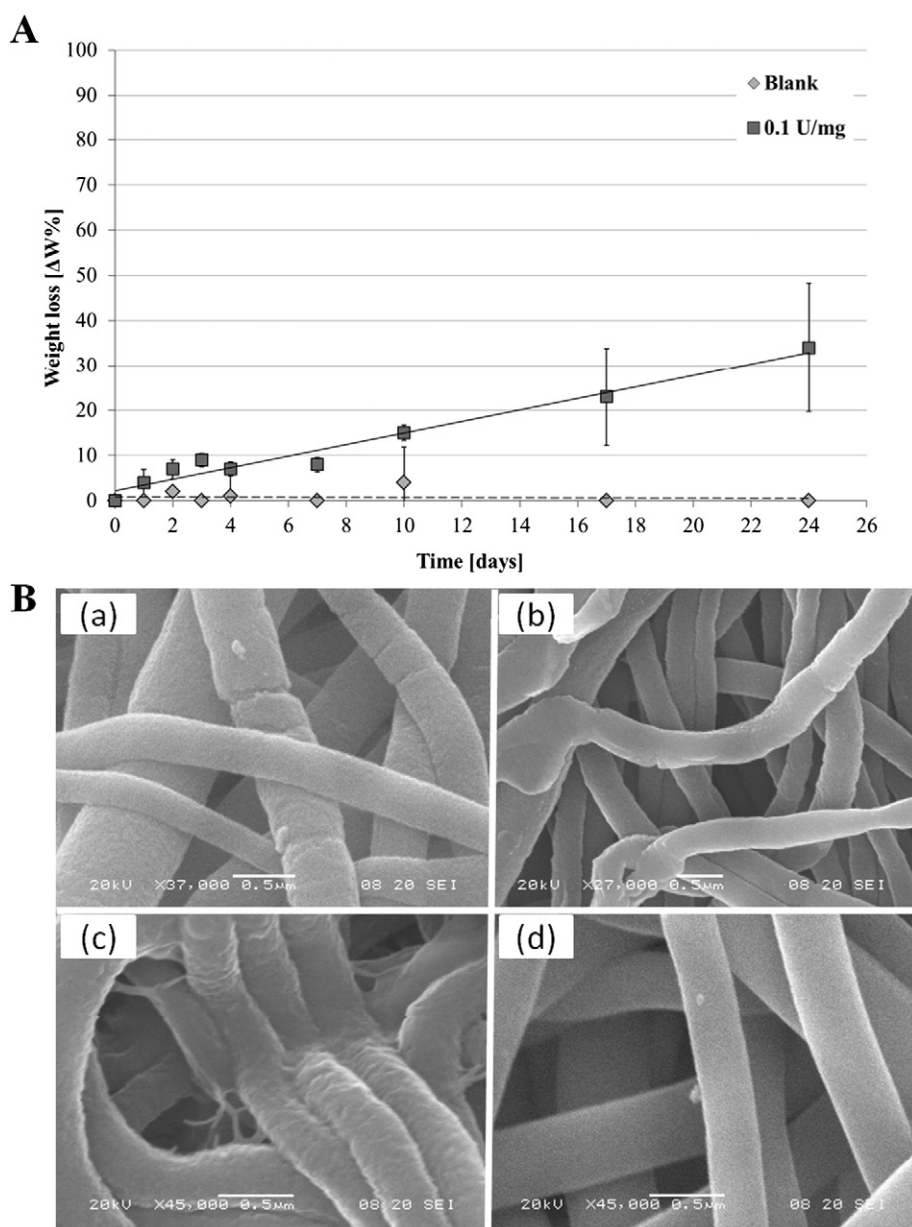 A
100
90
80
70
60
50
40
30
20
10
0
Weight loss [ΔW%]
Blank
0.1 U/mg
0 2 4 6 8 10 12 14 16 18 20 22 24 26
Time [days]
B
(a)
20kV X37,000 0.5μm 08 20 SEI
(b)
20kV X27,000 0.5μm 08 20 SEI
(c)
20kV X45,000 0.5μm 08 20 SEI
(d)
20kV X45,000 0.5μm 08 20 SEI